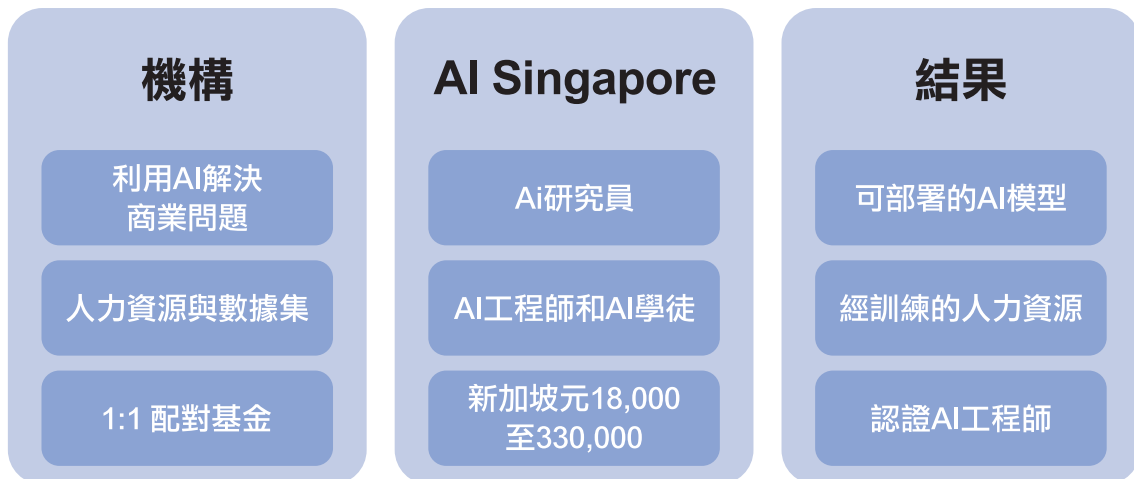 機構
利用AI解決
商業問題
人力資源與數據集
1:1 配對基金
AI Singapore
Ai研究員
AI工程師和AI學徒
新加坡元18,000
至330,000
結果
可部署的AI模型
經訓練的人力資源
認證AI工程師